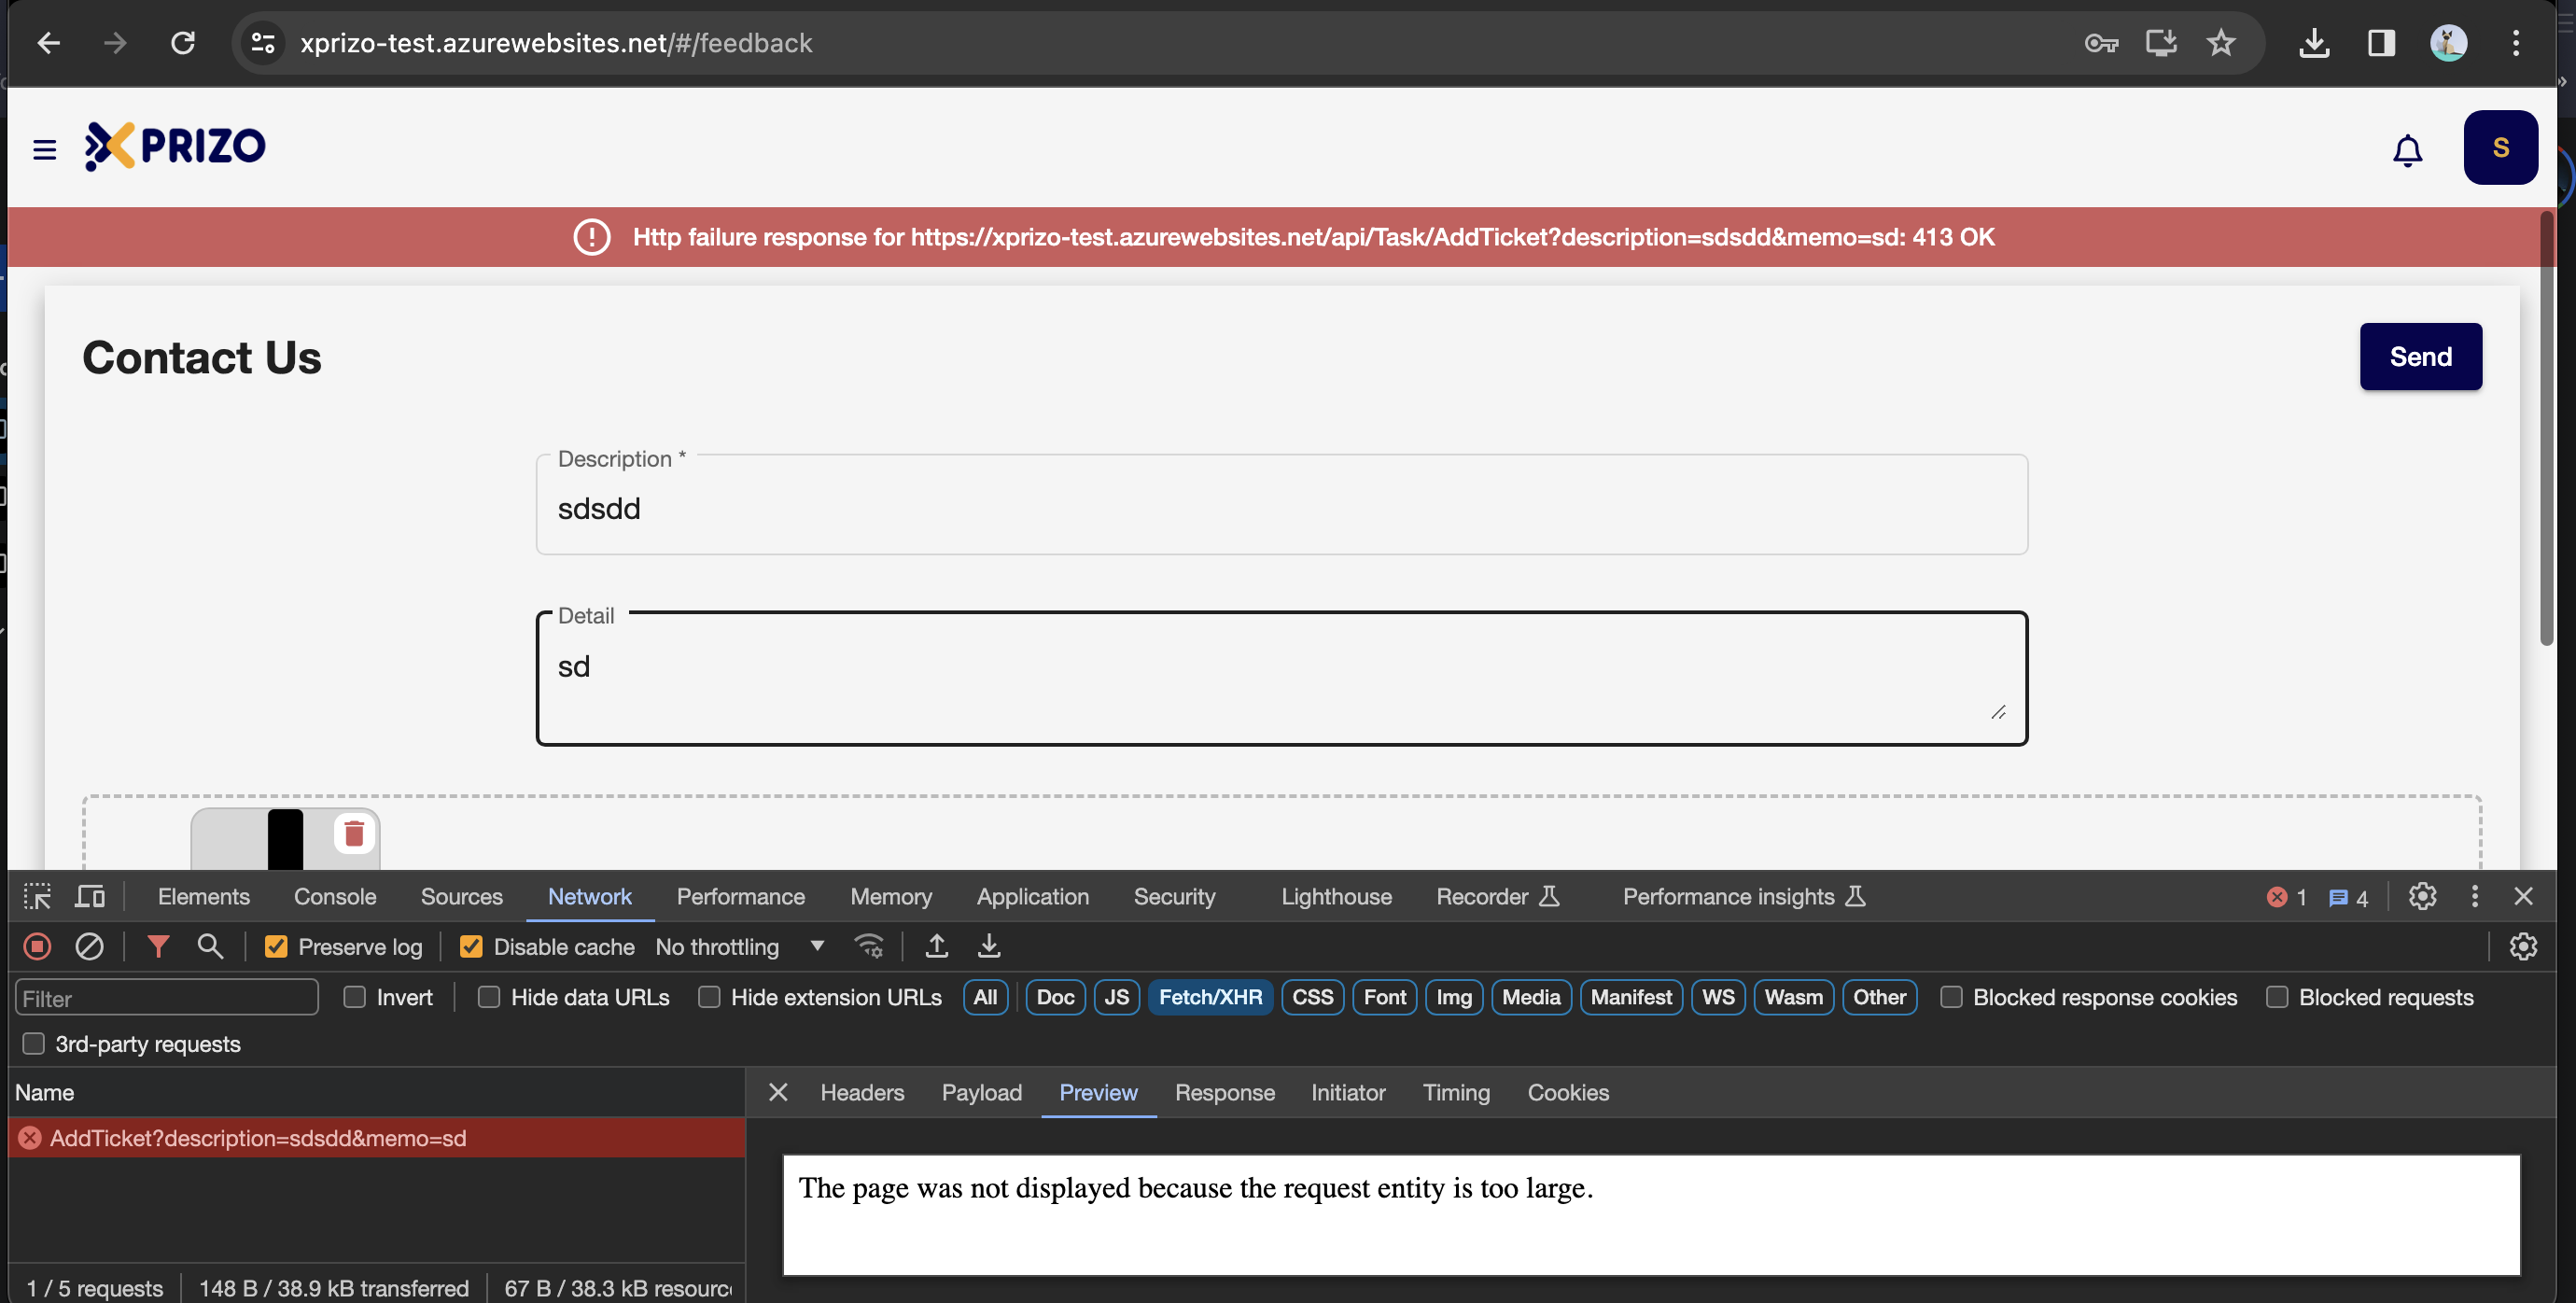 xprizo-test.azurewebsites.net/#/feedback
XPRIZO
S
Http failure response for https://xprizo-test.azurewebsites.net/api/Task/AddTicket?description=sdsdd&memo=sd: 413 OK
Contact Us
Send
Description *
sdsdd
Detail
sd
Elements Console Sources Network Performance Memory Application Security Lighthouse Recorder Performance insights 1 4
Preserve log Disable cache No throttling
Filter Invert Hide data URLs Hide extension URLs All Doc JS Fetch/XHR CSS Font Img Media Manifest WS Wasm Other Blocked response cookies Blocked requests
3rd-party requests
Name
Headers Payload Preview Response Initiator Timing Cookies
AddTicket?description=sdsdd&memo=sd
The page was not displayed because the request entity is too large.
1 / 5 requests 148 B / 38.9 kB transferred 67 B / 38.3 kB resourc